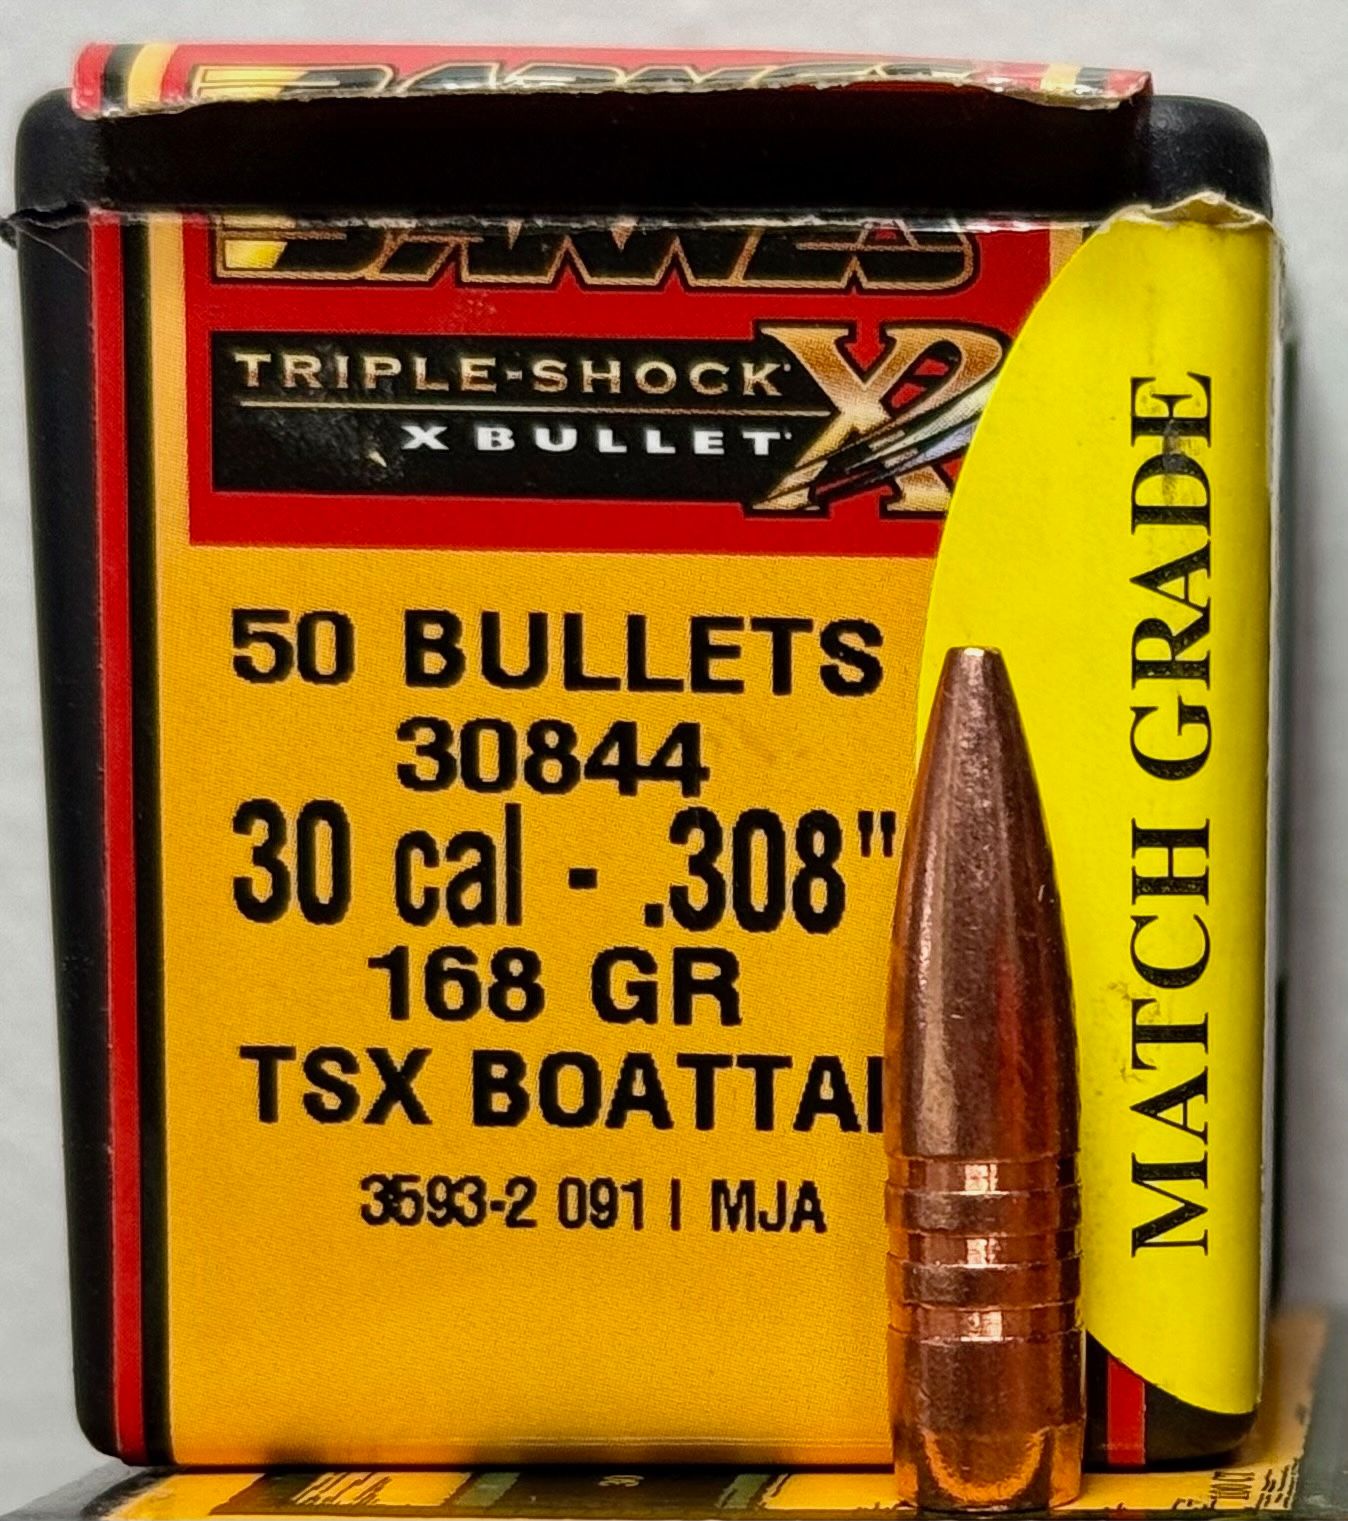 BARNES
TRIPLE-SHOCK
X BULLET
X
50 BULLETS
30844
30 cal - .308"
168 GR
TSX BOATTAI
3593-2 091 I MJA
MATCH GRADE